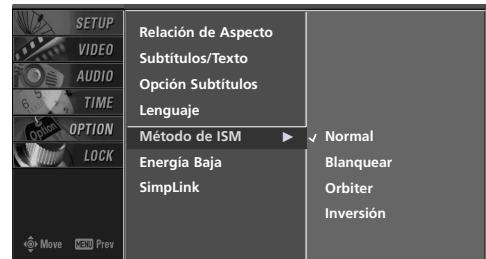 SETUP
VIDEO
AUDIO
TIME
OPTION
LOCK
Move MENU Prev
Relación de Aspecto
Subtítulos/Texto
Opción Subtítulos
Lenguaje
Método de ISM ▶
Energía Baja
SimpLink
✓ Normal
Blanquear
Orbiter
Inversión